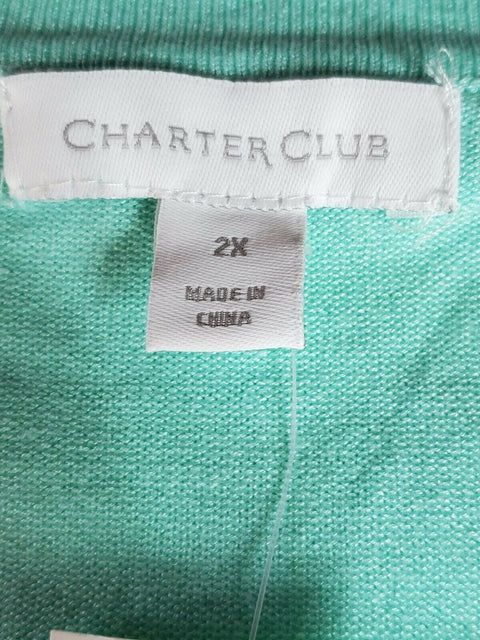 CHARTER CLUB
2X
MADE IN
CHINA